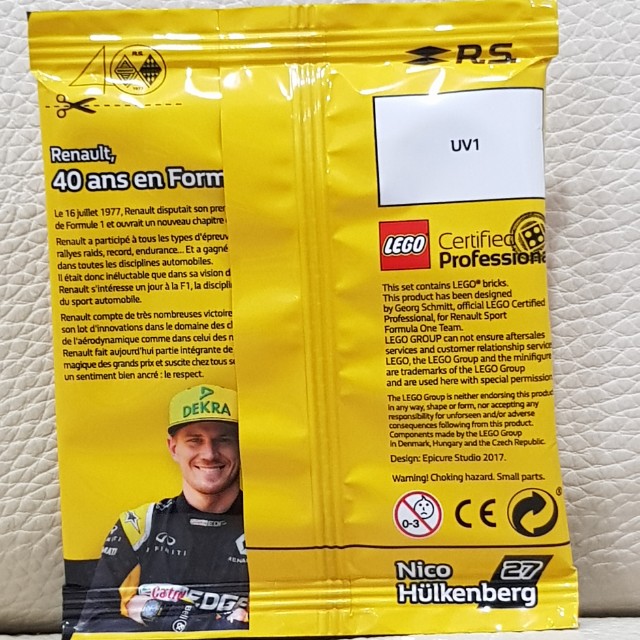 40
R.S.
1977
R.S.
Renault,
40 ans en Form
Le 16 juillet 1977, Renault disputait son
de Formule 1 et ouvrait un nouveau chapitre
Renault a participé à tous les types
rallyes raids, record, endurance... Et a gagné
dans toutes les disciplines automobiles.
Il était donc inéluctable que dans sa vision
Renault s'intéresse un jour à la F1, la
du sport automobile.
Renault compte de très nombreuses
son lot d'innovations dans le domaine des
de l'aérodynamique comme dans celui des
Renault fait aujourd'hui partie intégrante de
magique des grands prix et suscite chez tous
un sentiment bien ancré : le respect.
DEKRA
INFINITI
RENAULT
Castrol
EDGE
Bell
UV1
LEGO
Certified
Professional
This set contains LEGO® bricks.
This product has been designed
by Georg Schmitt, official LEGO Certified
Professional, for Renault Sport
Formula One Team.
LEGO GROUP can not ensure aftersales
services and customer relationship service
LEGO, the LEGO Group and the minifigure
are trademarks of the LEGO Group
and are used here with special permission
The LEGO Group is neither endorsing this product
in any way, shape or form, nor accepting any
responsibility for unforseen and/or adverse
consequences following from this product.
Components made by the LEGO Group
in Denmark, Hungary and the Czech Republic.
Design: Epicure Studio 2017.
Warning! Choking hazard. Small parts.
0-3
CE
®
Nico 27
Hülkenberg